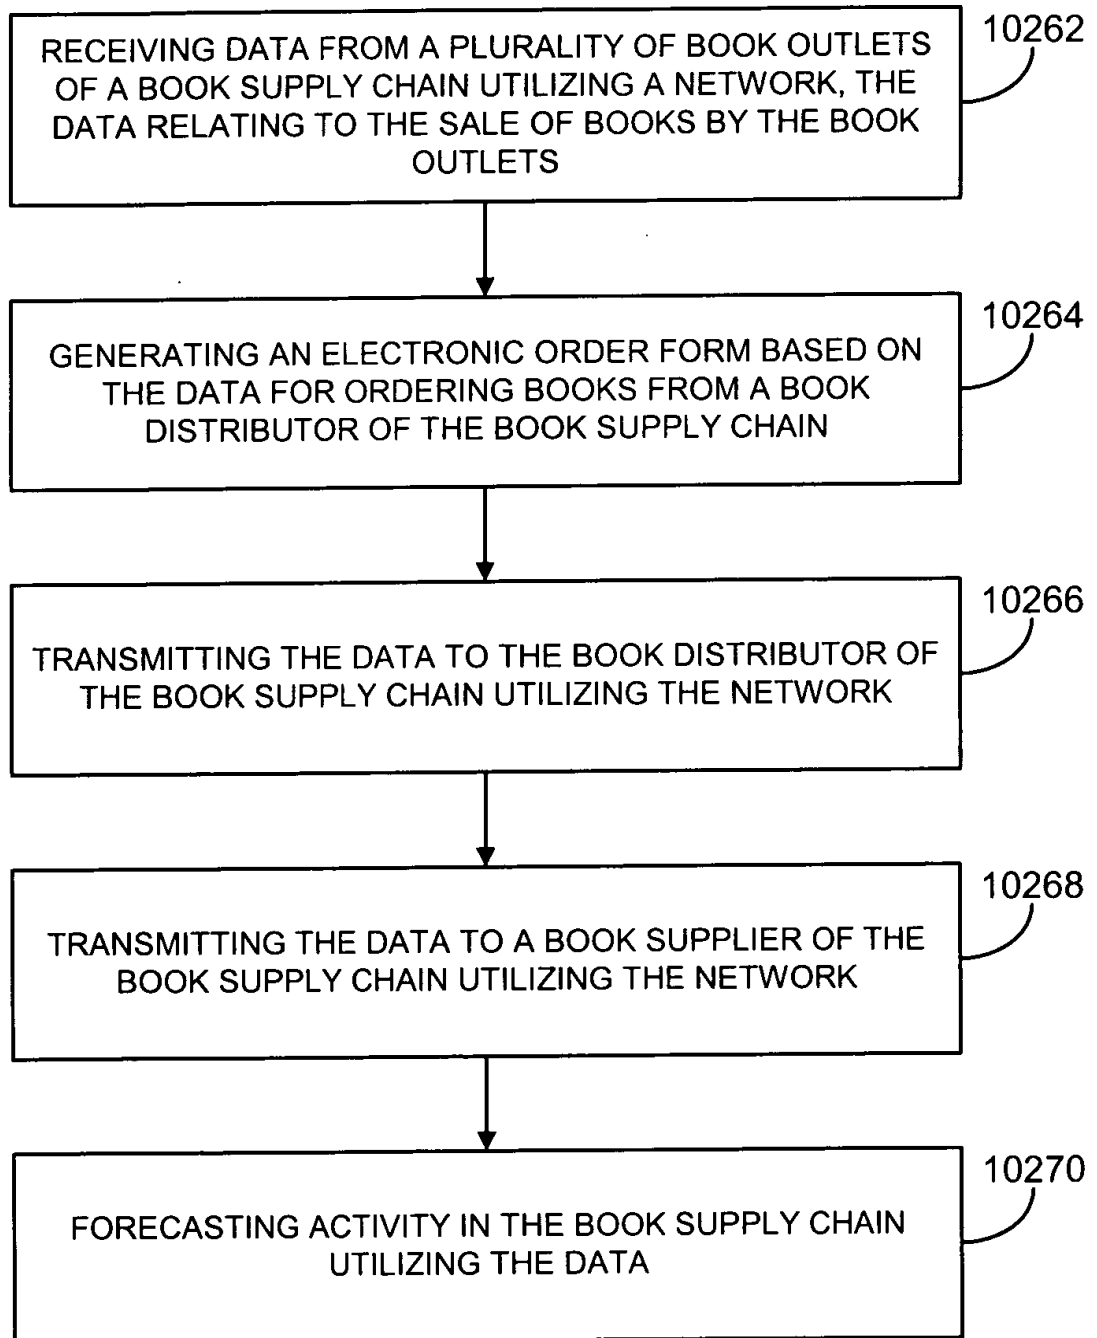 RECEIVING DATA FROM A PLURALITY OF BOOK OUTLETS
OF A BOOK SUPPLY CHAIN UTILIZING A NETWORK, THE
DATA RELATING TO THE SALE OF BOOKS BY THE BOOK
OUTLETS
10262
GENERATING AN ELECTRONIC ORDER FORM BASED ON
THE DATA FOR ORDERING BOOKS FROM A BOOK
DISTRIBUTOR OF THE BOOK SUPPLY CHAIN
10264
TRANSMITTING THE DATA TO THE BOOK DISTRIBUTOR OF
THE BOOK SUPPLY CHAIN UTILIZING THE NETWORK
10266
TRANSMITTING THE DATA TO A BOOK SUPPLIER OF THE
BOOK SUPPLY CHAIN UTILIZING THE NETWORK
10268
FORECASTING ACTIVITY IN THE BOOK SUPPLY CHAIN
UTILIZING THE DATA
10270